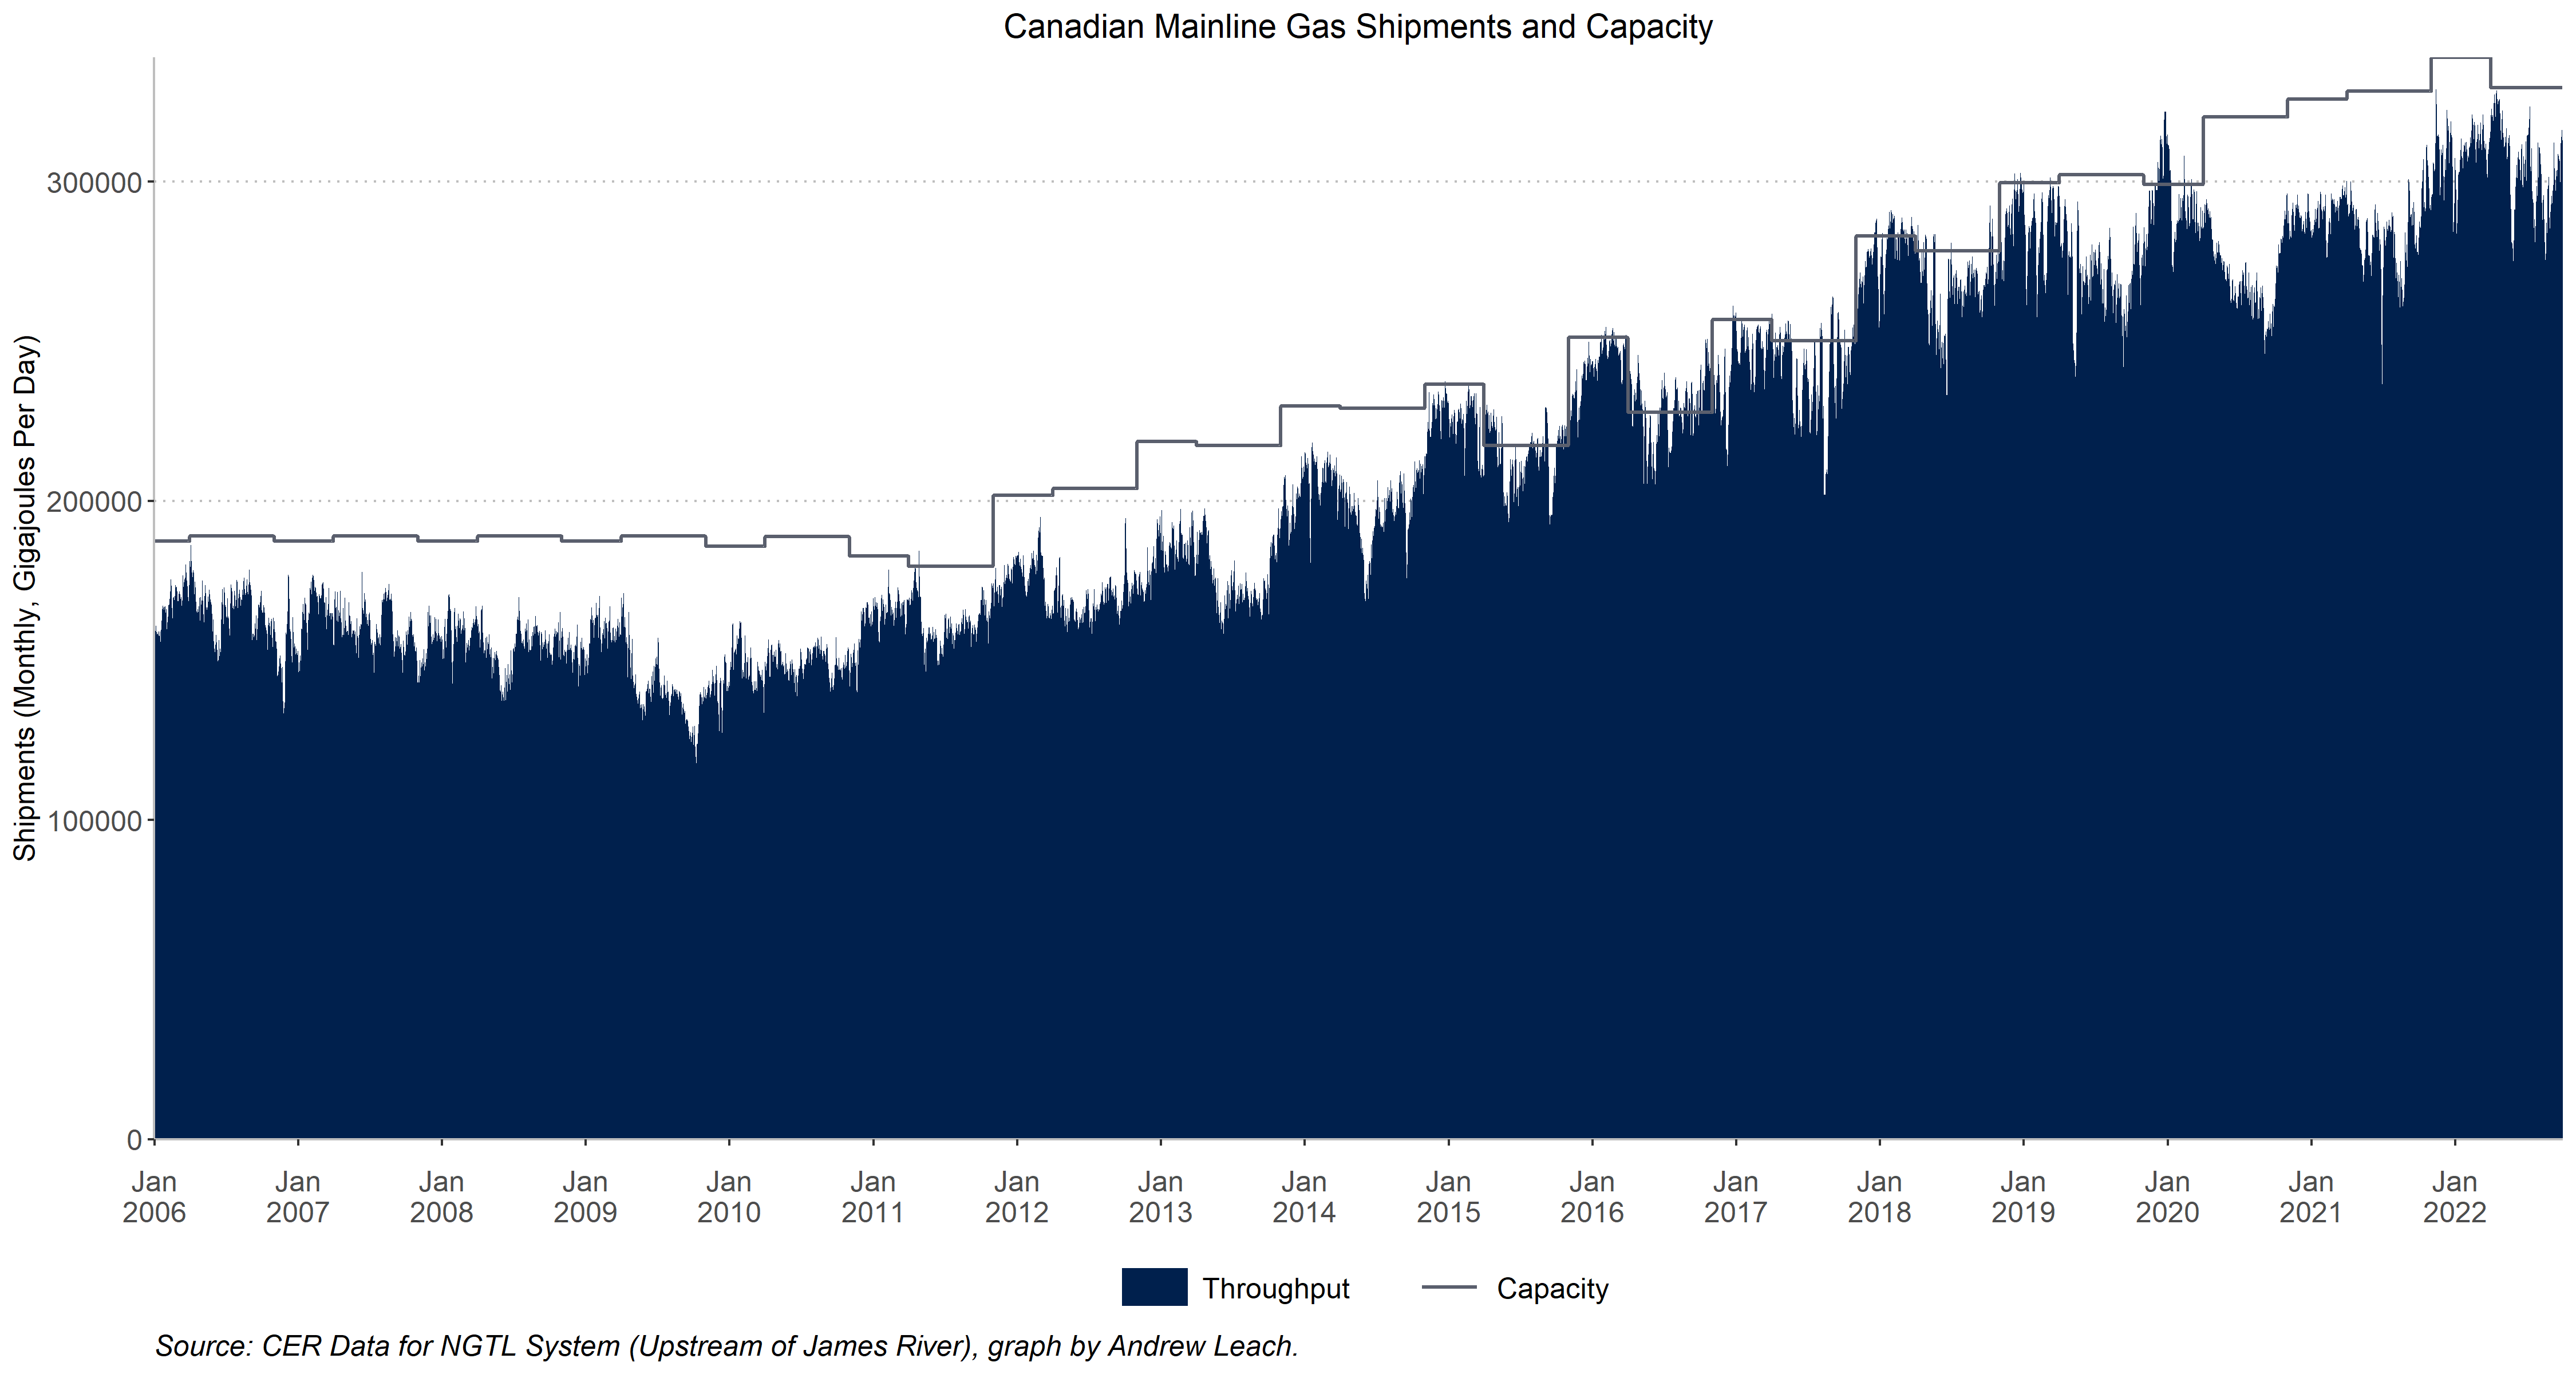 Canadian Mainline Gas Shipments and Capacity
Shipments (Monthly, Gigajoules Per Day)
300000
200000
100000
0
Jan Jan Jan Jan Jan Jan Jan Jan Jan Jan Jan Jan Jan Jan Jan Jan Jan
2006 2007 2008 2009 2010 2011 2012 2013 2014 2015 2016 2017 2018 2019 2020 2021 2022
Throughput Capacity
Source: CER Data for NGTL System (Upstream of James River), graph by Andrew Leach.